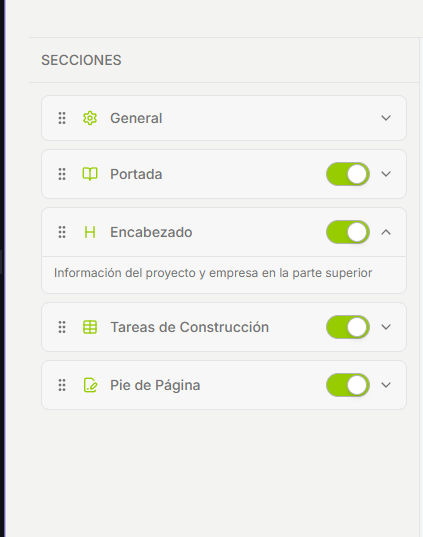 SECCIONES
General
Portada
Encabezado
Información del proyecto y empresa en la parte superior
Tareas de Construcción
Pie de Página